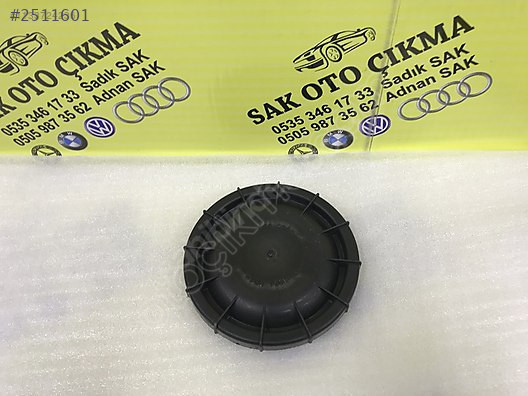 #2511601
SAK OTO ÇIKMA
0535 346 17 33 Sadık SAK
0505 987 35 62 Adnan SAK
SAK OTO ÇIKMA
0535 346 17 33 Sadık SAK
0505 987 35 62 Adnan SAK